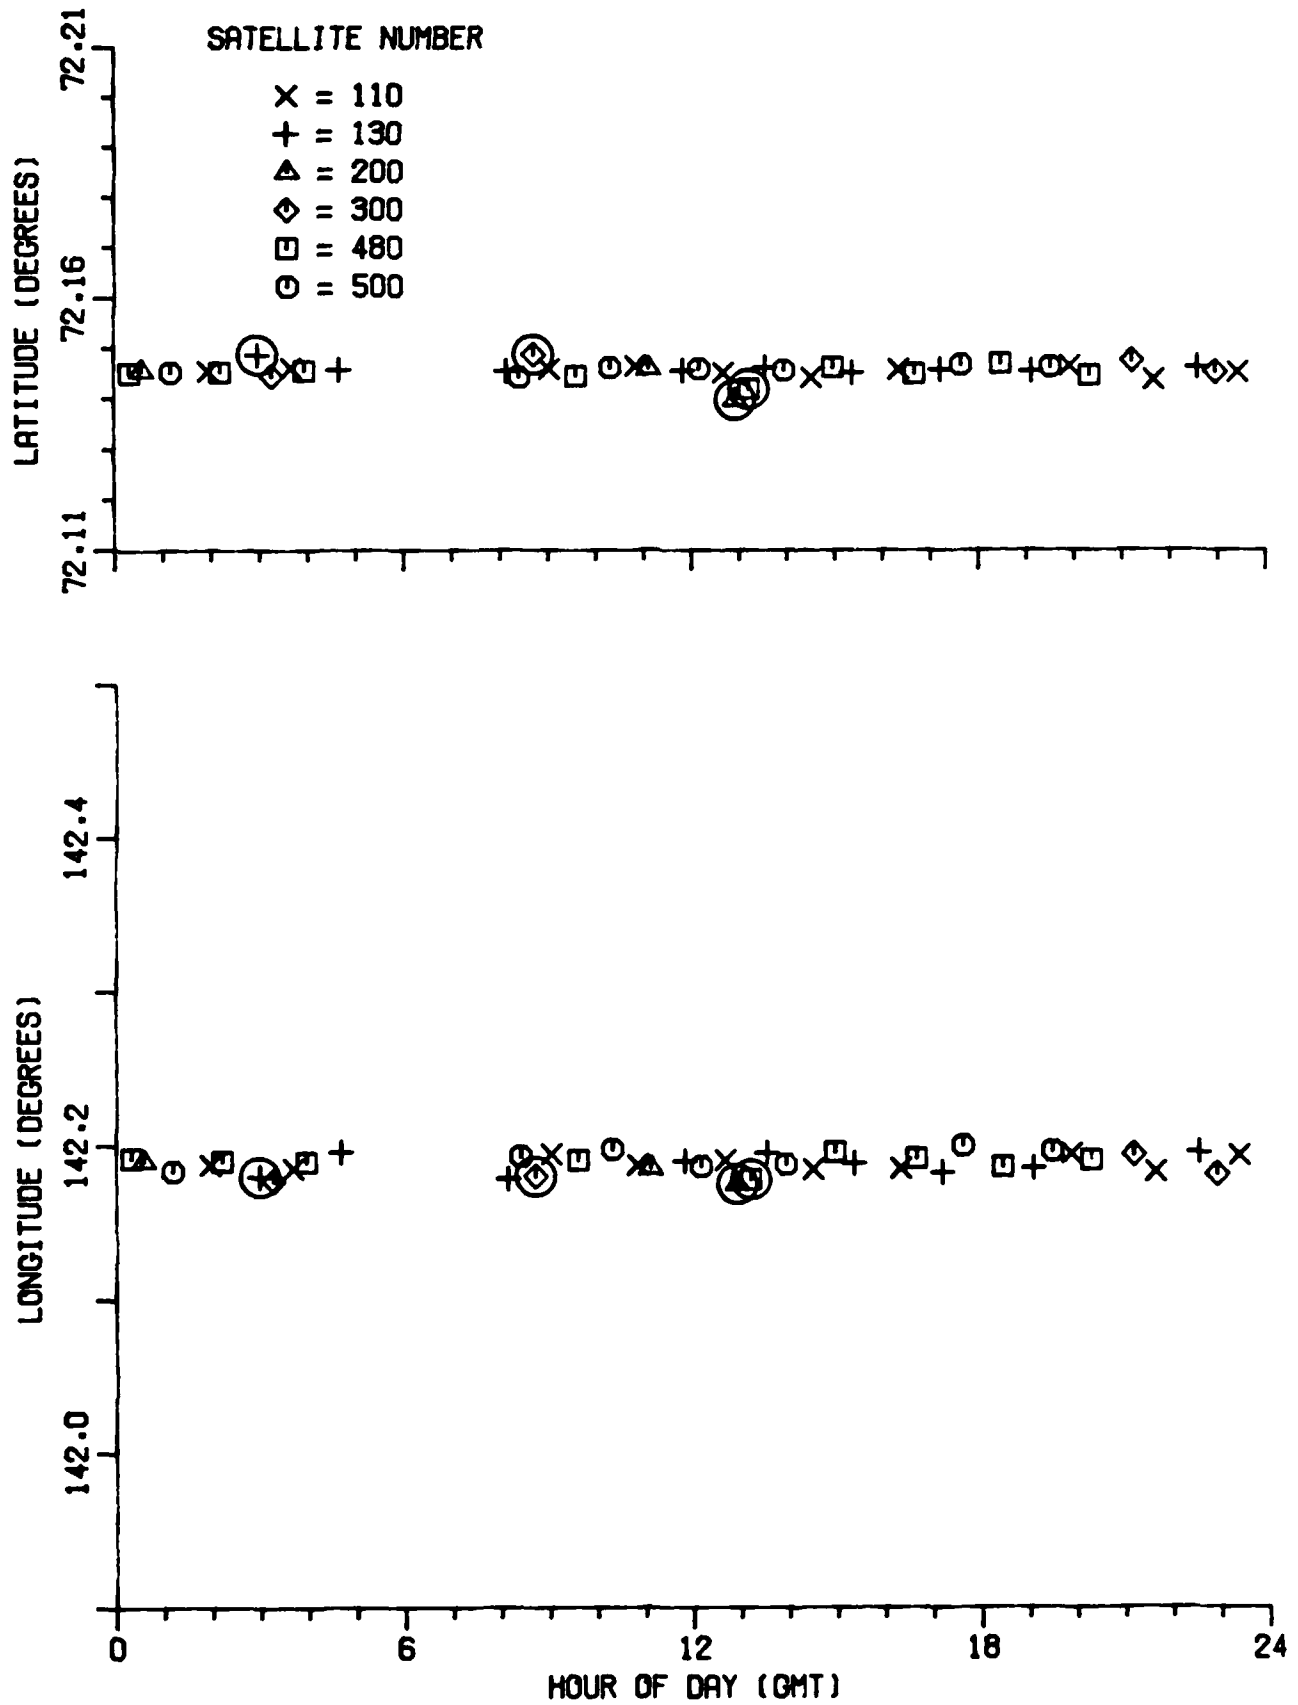 SATELLITE NUMBER
× = 110
+ = 130
△ = 200
◇ = 300
□ = 480
○ = 500
LATITUDE (DEGREES)
72.21
72.16
72.11
LONGITUDE (DEGREES)
142.4
142.2
142.0
0 6 12 18 24
HOUR OF DAY (GMT)